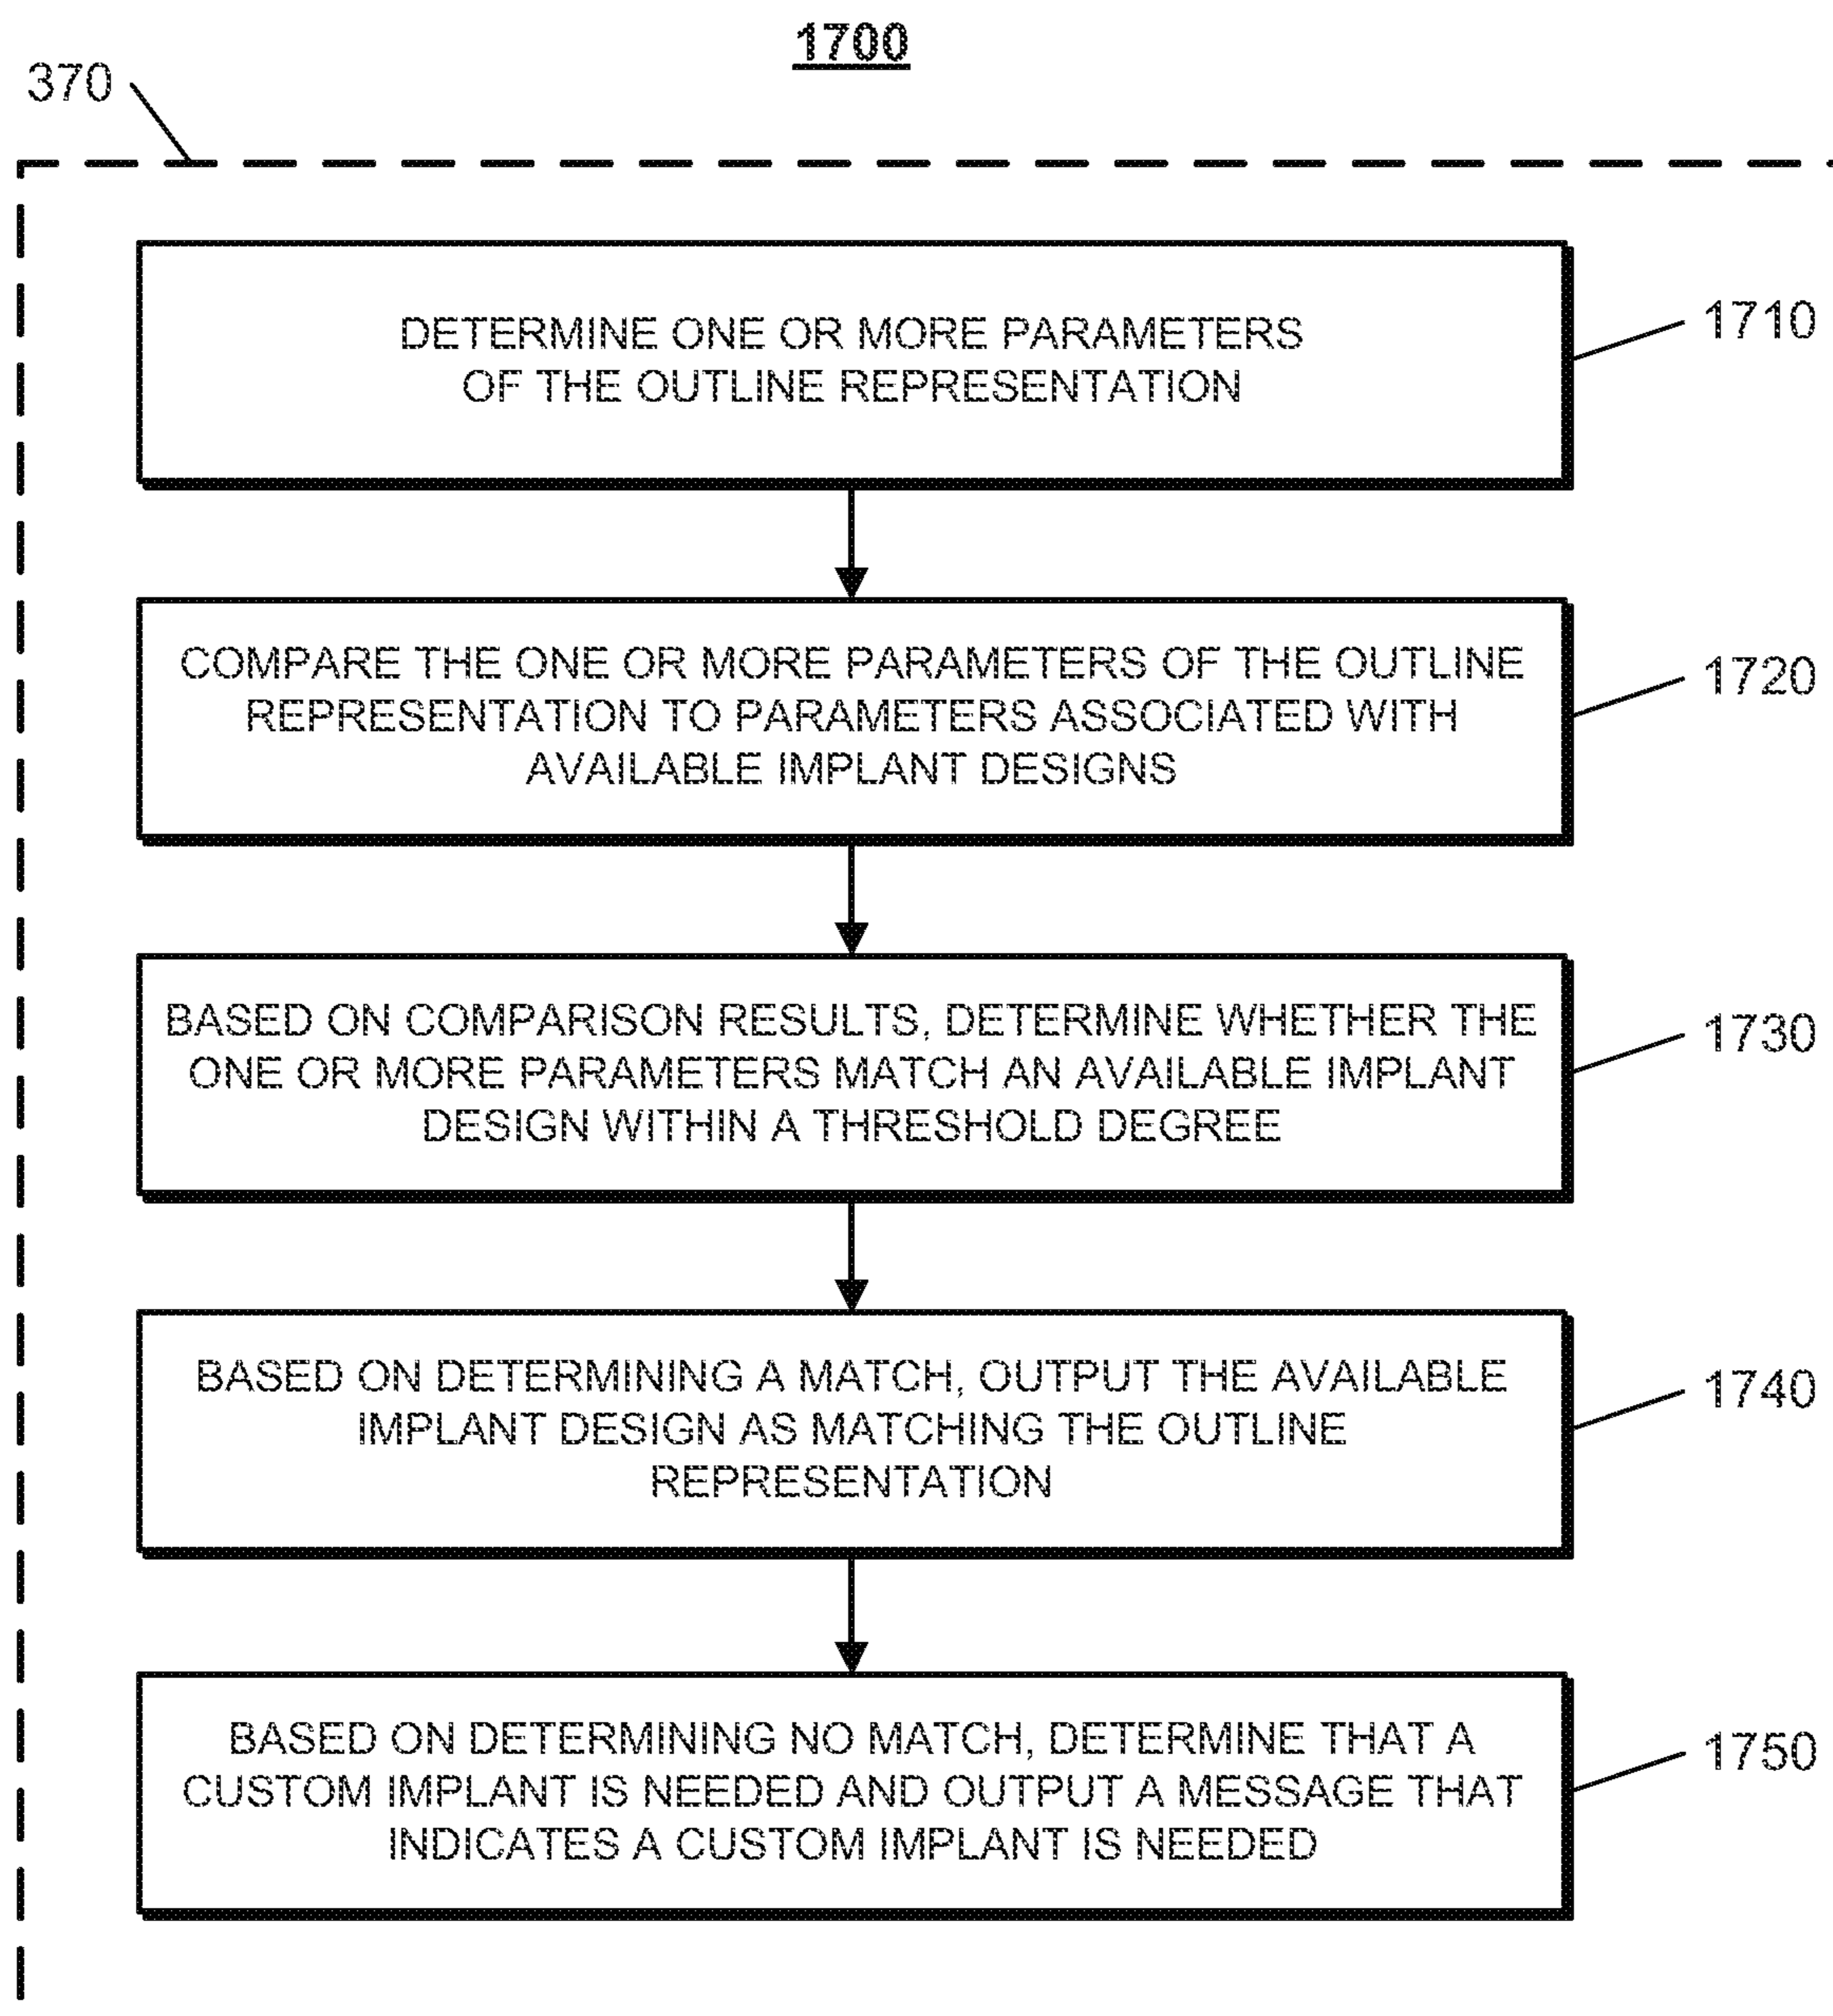 1700
370
DETERMINE ONE OR MORE PARAMETERS
OF THE OUTLINE REPRESENTATION
1710
COMPARE THE ONE OR MORE PARAMETERS OF THE OUTLINE
REPRESENTATION TO PARAMETERS ASSOCIATED WITH
AVAILABLE IMPLANT DESIGNS
1720
BASED ON COMPARISON RESULTS, DETERMINE WHETHER THE
ONE OR MORE PARAMETERS MATCH AN AVAILABLE IMPLANT
DESIGN WITHIN A THRESHOLD DEGREE
1730
BASED ON DETERMINING A MATCH, OUTPUT THE AVAILABLE
IMPLANT DESIGN AS MATCHING THE OUTLINE
REPRESENTATION
1740
BASED ON DETERMINING NO MATCH, DETERMINE THAT A
CUSTOM IMPLANT IS NEEDED AND OUTPUT A MESSAGE THAT
INDICATES A CUSTOM IMPLANT IS NEEDED
1750